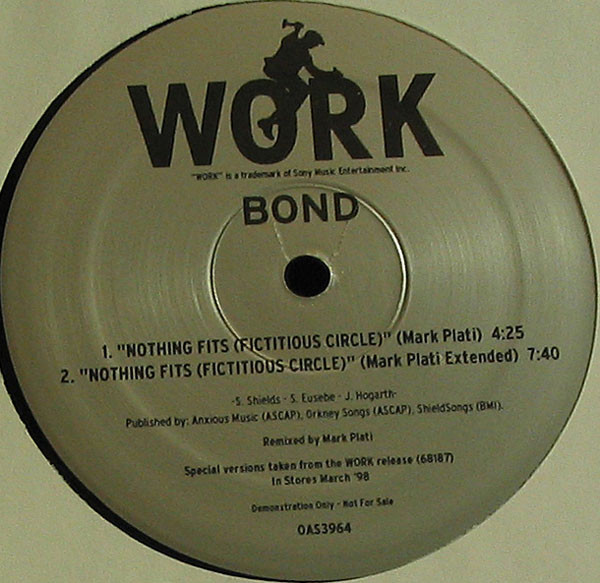 WORK
"WORK" is a trademark of Sony Music Entertainment Inc.
BOND
1. "NOTHING FITS (FICTITIOUS CIRCLE)" (Mark Plati) 4:25
2. "NOTHING FITS (FICTITIOUS CIRCLE)" (Mark Plati Extended) 7:40
-S. Shields - S. Eusebe - J. Hogarth-
Published by: Anxious Music (ASCAP), Orkney Songs (ASCAP), ShieldSongs (BMI).
Remixed by Mark Plati
Special versions taken from the WORK release (68187)
In Stores March '98
Demonstration Only - Not For Sale
OAS3964